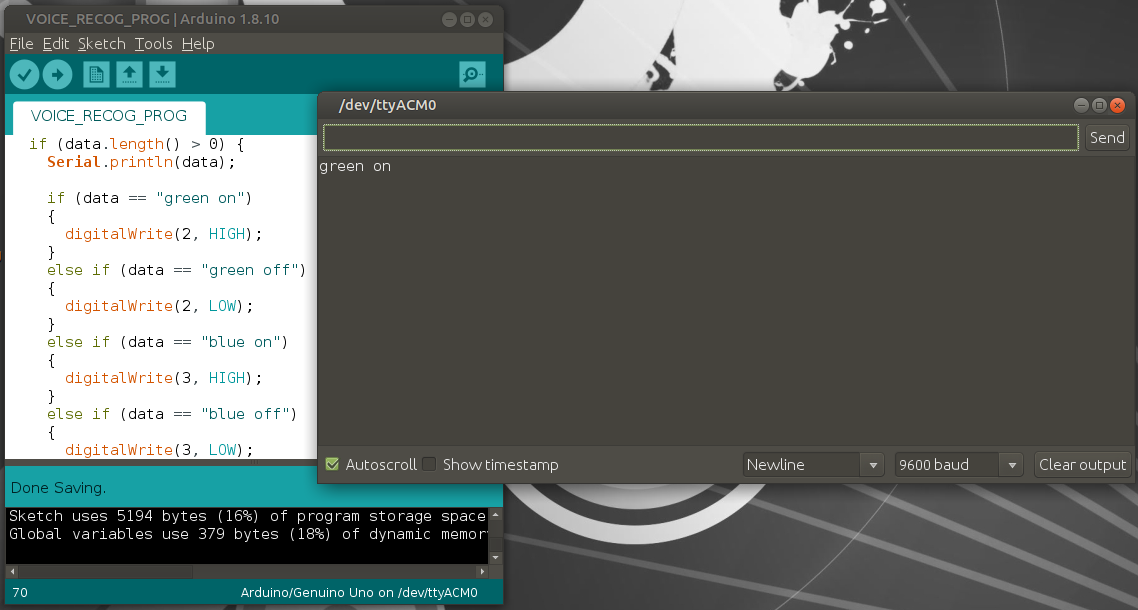 VOICE_RECOG_PROG | Arduino 1.8.10
File Edit Sketch Tools Help
VOICE_RECOG_PROG
if (data.length() > 0) {
Serial.println(data);
if (data == "green on")
{
digitalWrite(2, HIGH);
}
else if (data == "green off")
{
digitalWrite(2, LOW);
}
else if (data == "blue on")
{
digitalWrite(3, HIGH);
}
else if (data == "blue off")
{
digitalWrite(3, LOW);
Done Saving.
Sketch uses 5194 bytes (16%) of program storage space
Global variables use 379 bytes (18%) of dynamic memor
70 Arduino/Genuino Uno on /dev/ttyACM0
/dev/ttyACM0
Send
green on
Autoscroll Show timestamp Newline 9600 baud Clear output